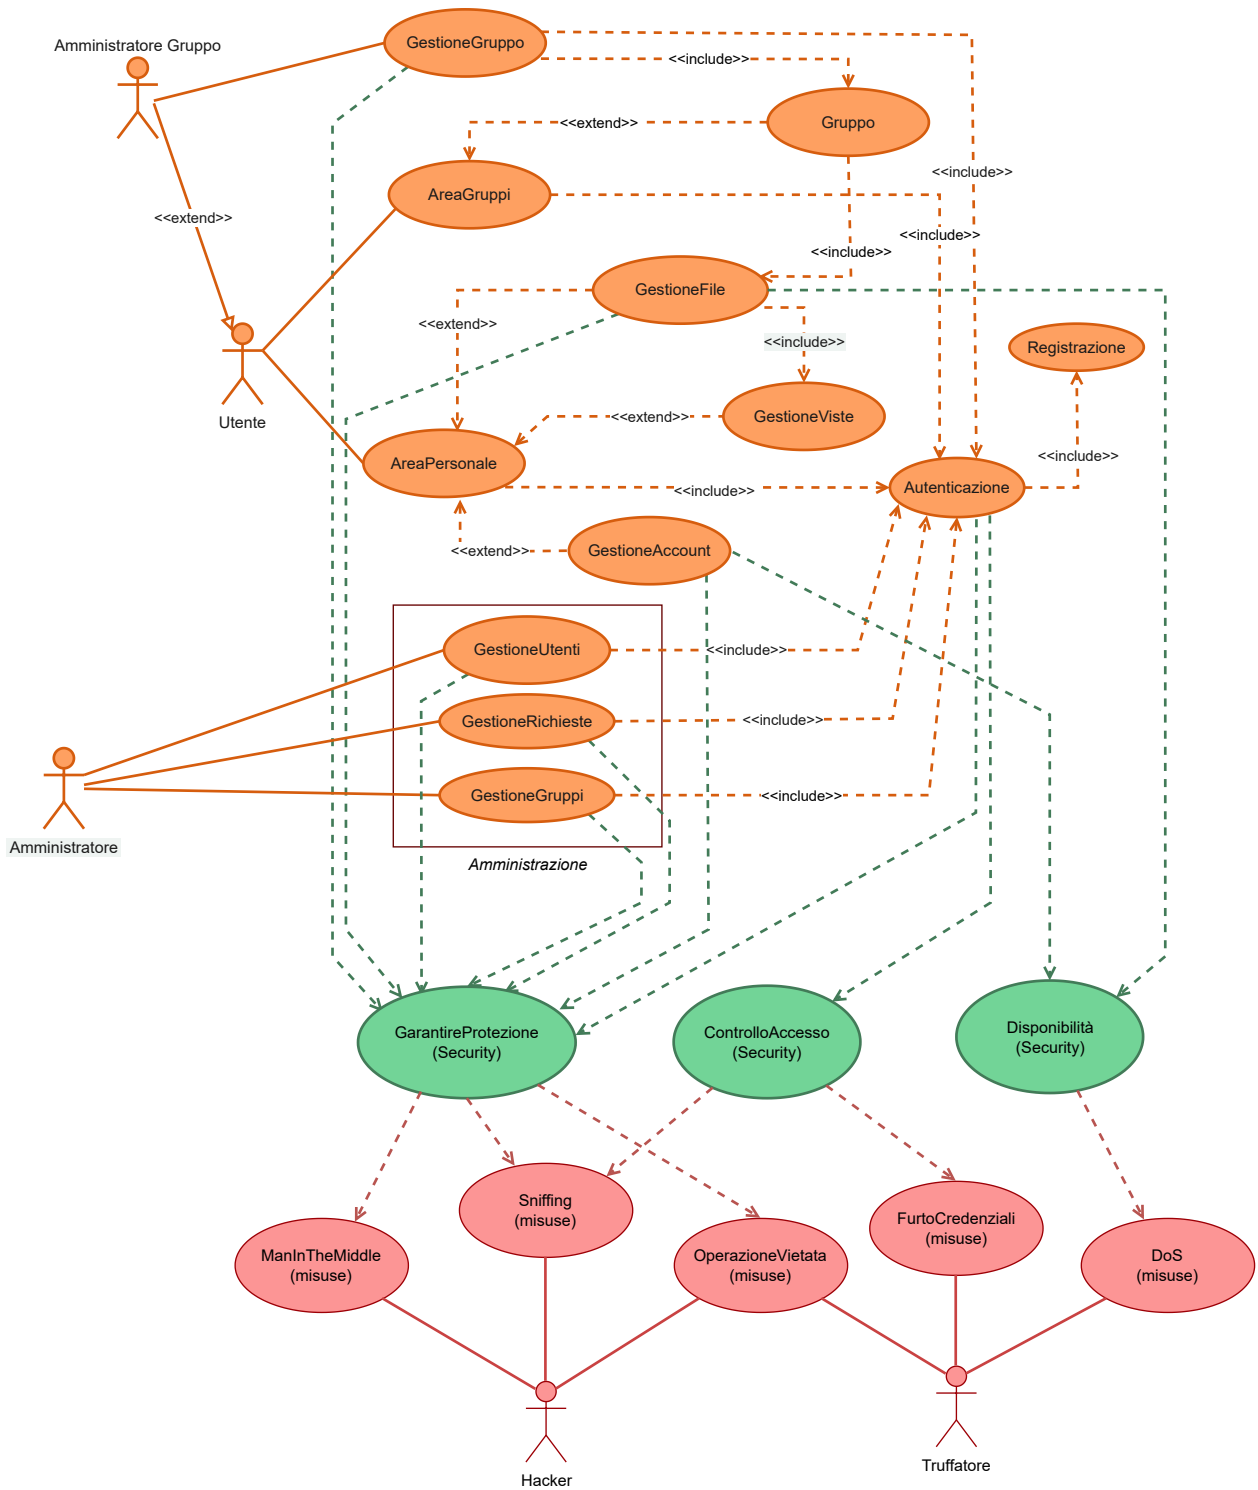 Amministratore Gruppo
GestioneGruppo
<<include>>
Gruppo
<<extend>>
<<include>>
AreaGruppi
<<extend>>
<<include>>
<<include>>
GestioneFile
<<extend>>
<<include>>
Registrazione
Utente
GestioneViste
<<extend>>
AreaPersonale
<<include>>
<<include>>
Autenticazione
<<extend>>
GestioneAccount
GestioneUtenti
<<include>>
GestioneRichieste
<<include>>
GestioneGruppi
<<include>>
Amministratore
Amministrazione
GarantireProtezione
(Security)
ControlloAccesso
(Security)
Disponibilità
(Security)
Sniffing
(misuse)
FurtoCredenziali
(misuse)
ManInTheMiddle
(misuse)
OperazioneVietata
(misuse)
DoS
(misuse)
Truffatore
Hacker